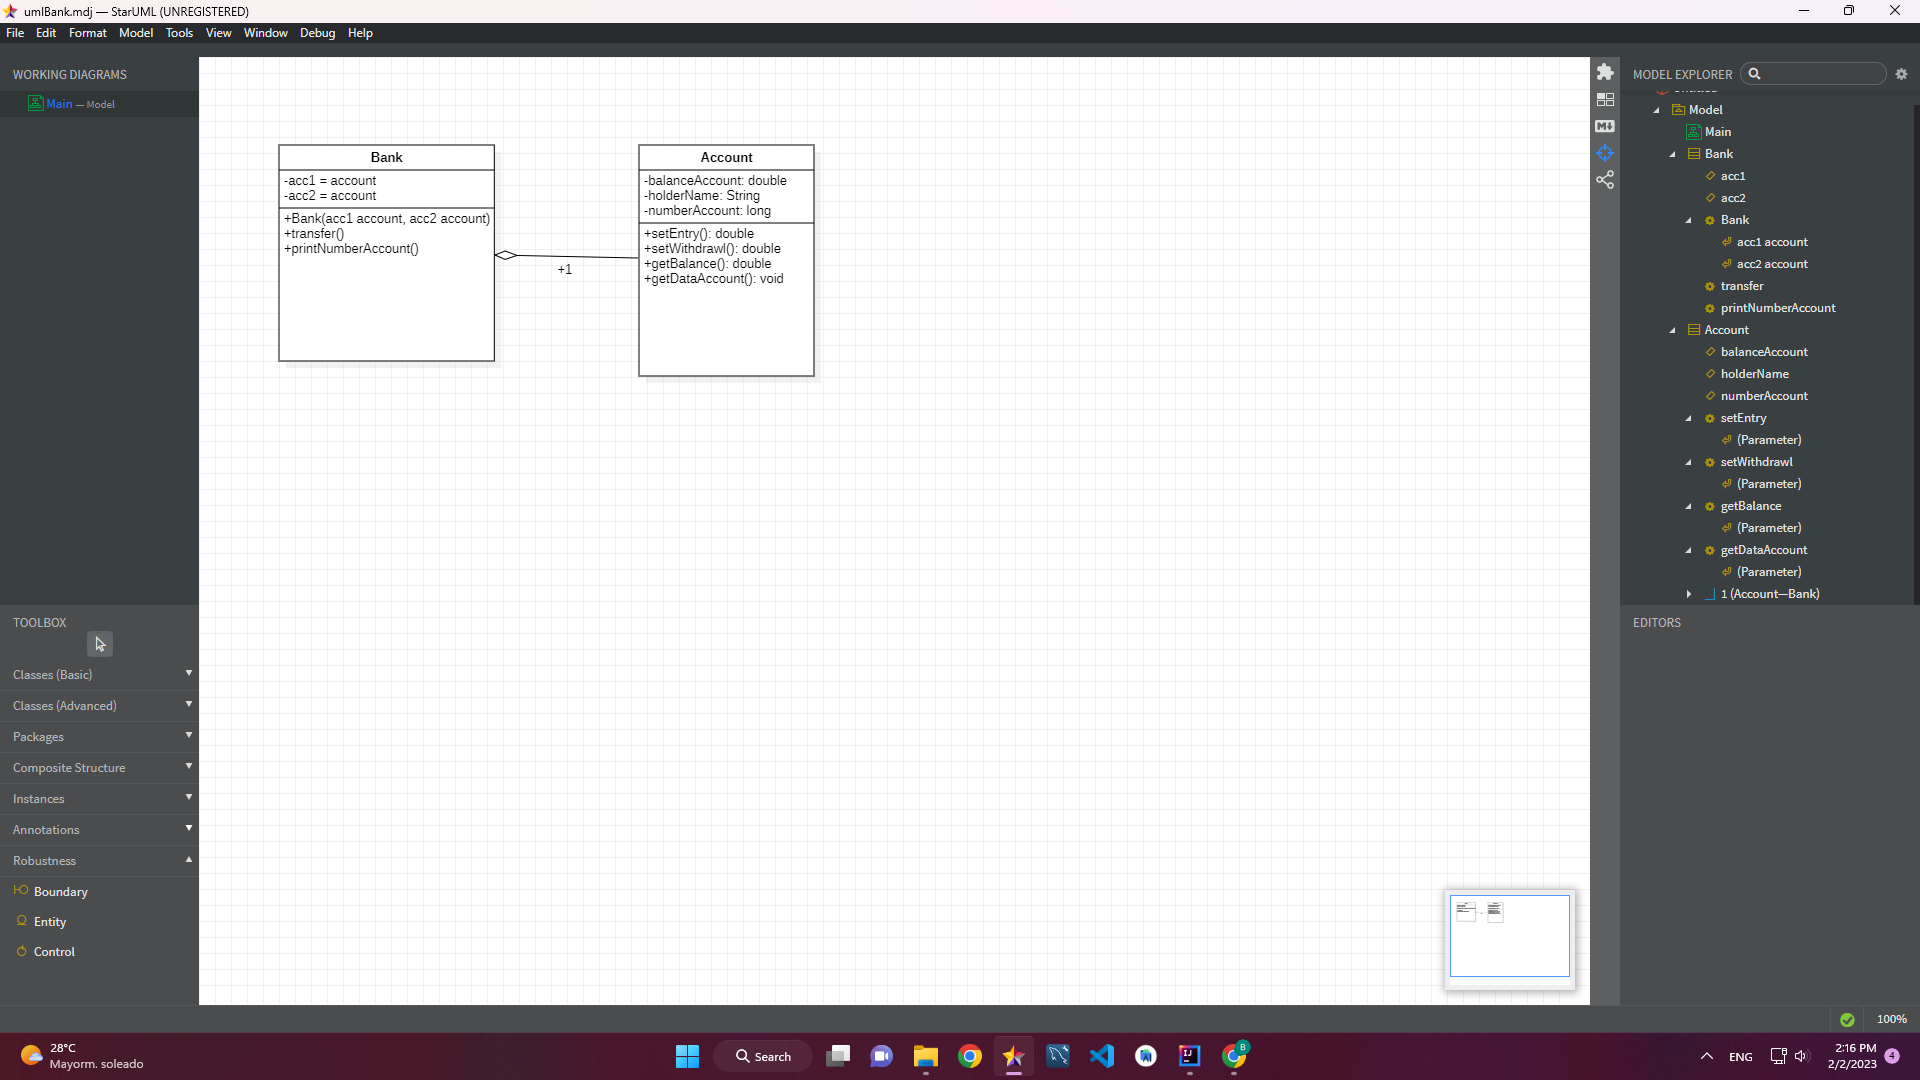 umlBank.mdj — StarUML (UNREGISTERED)
File Edit Format Model Tools View Window Debug Help
WORKING DIAGRAMS
Main — Model
Bank
-acc1 = account
-acc2 = account
+Bank(acc1 account, acc2 account)
+transfer()
+printNumberAccount()
+1
Account
-balanceAccount: double
-holderName: String
-numberAccount: long
+setEntry(): double
+setWithdrawl(): double
+getBalance(): double
+getDataAccount(): void
MODEL EXPLORER
Model
Main
Bank
acc1
acc2
Bank
acc1 account
acc2 account
transfer
printNumberAccount
Account
balanceAccount
holderName
numberAccount
setEntry
(Parameter)
setWithdrawl
(Parameter)
getBalance
(Parameter)
getDataAccount
(Parameter)
1 (Account—Bank)
EDITORS
TOOLBOX
Classes (Basic)
Classes (Advanced)
Packages
Composite Structure
Instances
Annotations
Robustness
Boundary
Entity
Control
100%
28°C
Mayorm. soleado
Search
ENG
2:16 PM
2/2/2023
4